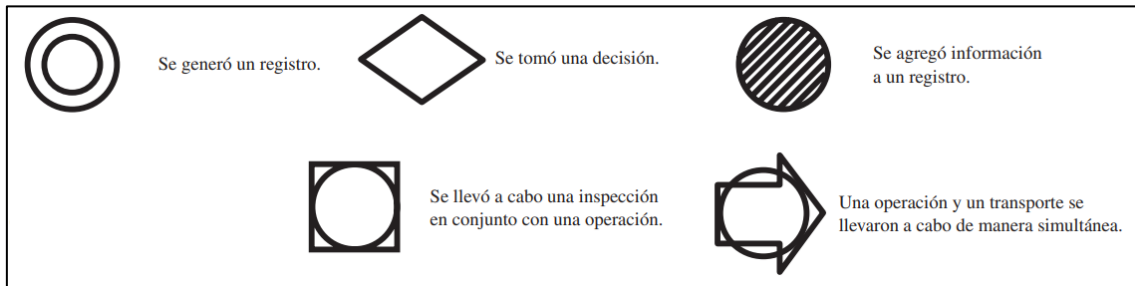 Se generó un registro.
Se tomó una decisión.
Se agregó información
a un registro.
Se llevó a cabo una inspección
en conjunto con una operación.
Una operación y un transporte se
llevaron a cabo de manera simultánea.